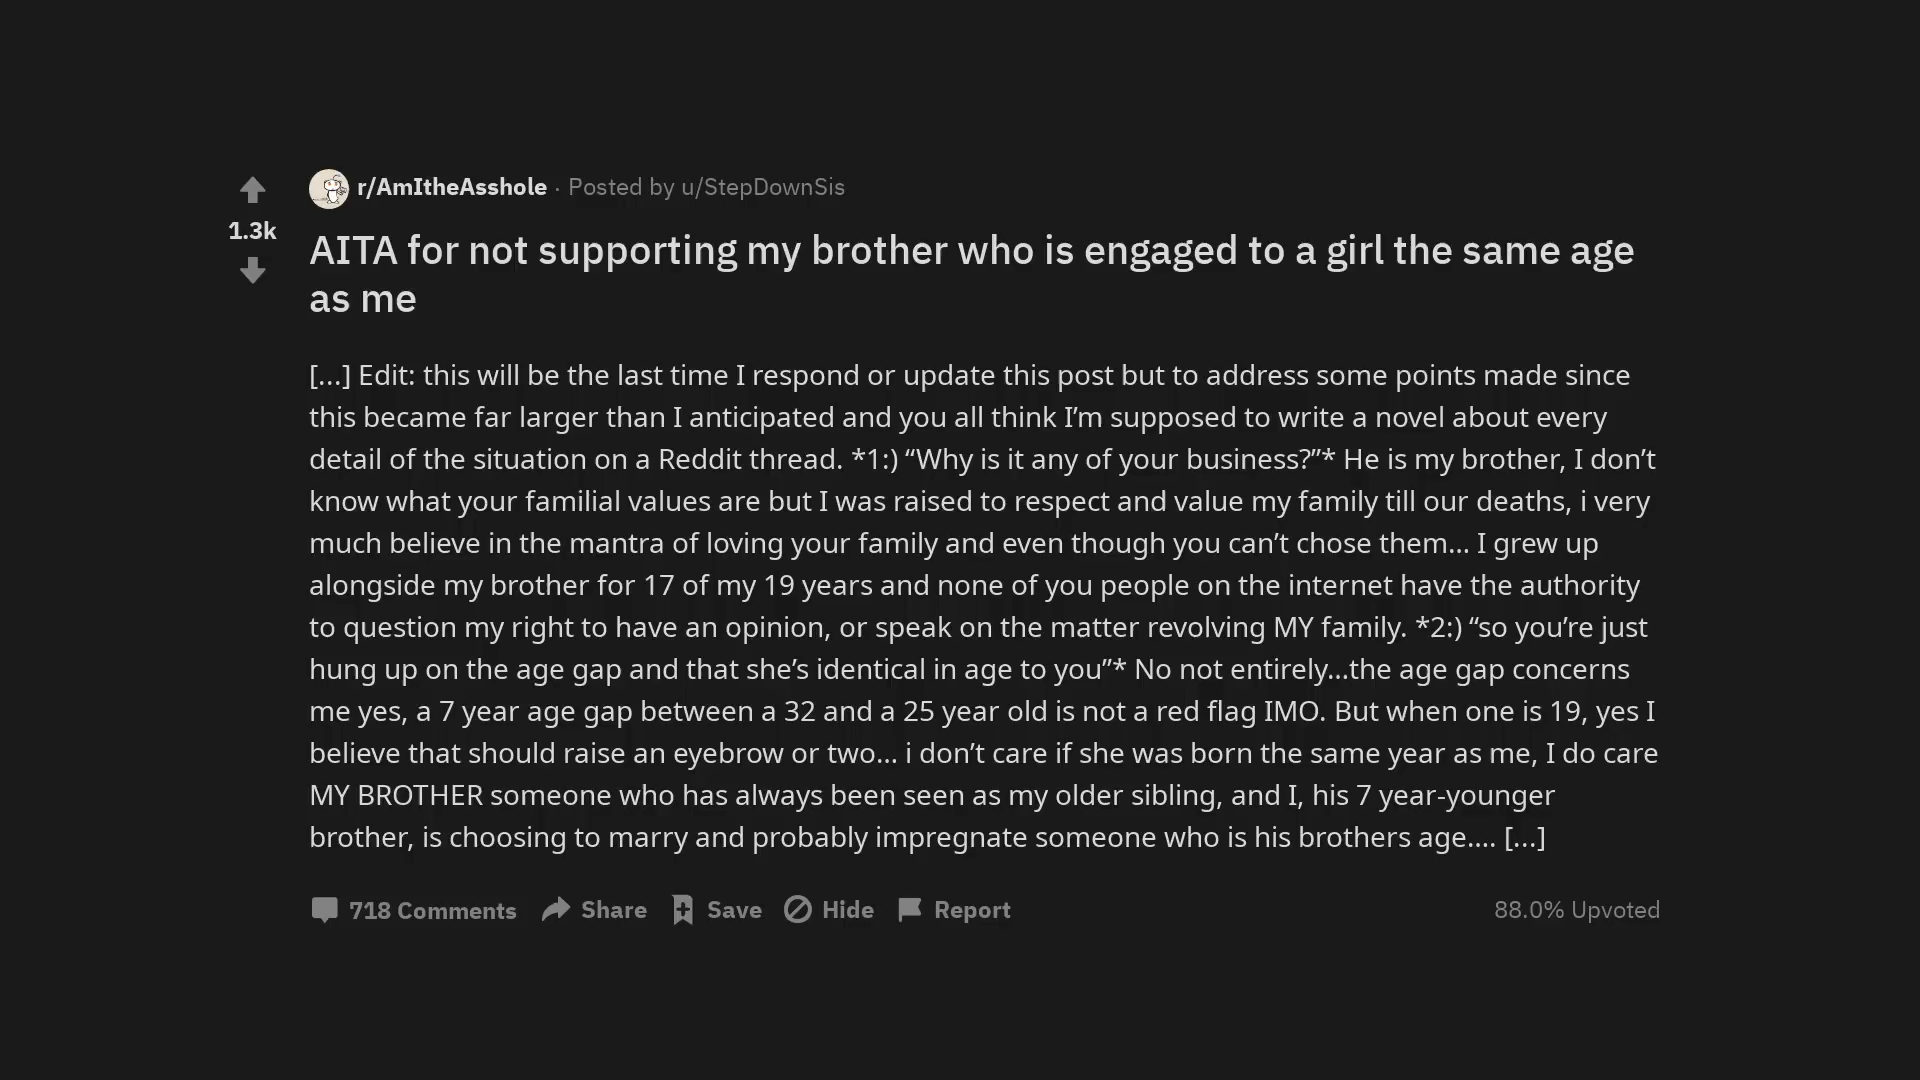 r/AmItheAsshole · Posted by u/StepDownSis
1.3k
AITA for not supporting my brother who is engaged to a girl the same age
as me
[...] Edit: this will be the last time I respond or update this post but to address some points made since
this became far larger than I anticipated and you all think I’m supposed to write a novel about every
detail of the situation on a Reddit thread. *1:) “Why is it any of your business?”* He is my brother, I don’t
know what your familial values are but I was raised to respect and value my family till our deaths, i very
much believe in the mantra of loving your family and even though you can’t chose them... I grew up
alongside my brother for 17 of my 19 years and none of you people on the internet have the authority
to question my right to have an opinion, or speak on the matter revolving MY family. *2:) “so you’re just
hung up on the age gap and that she’s identical in age to you”* No not entirely...the age gap concerns
me yes, a 7 year age gap between a 32 and a 25 year old is not a red flag IMO. But when one is 19, yes I
believe that should raise an eyebrow or two... i don’t care if she was born the same year as me, I do care
MY BROTHER someone who has always been seen as my older sibling, and I, his 7 year-younger
brother, is choosing to marry and probably impregnate someone who is his brothers age.... [...]
718 Comments Share Save Hide Report 88.0% Upvoted